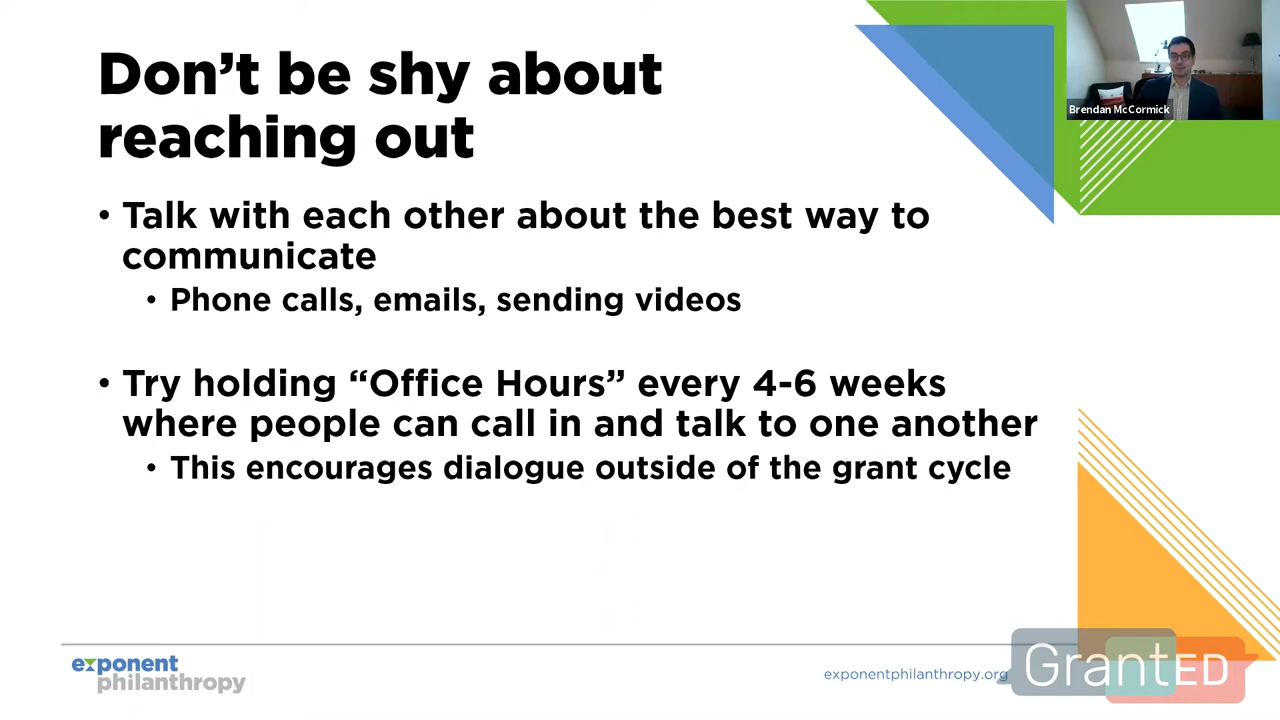 Don’t be shy about
reaching out
• Talk with each other about the best way to
communicate
• Phone calls, emails, sending videos
• Try holding “Office Hours” every 4-6 weeks
where people can call in and talk to one another
• This encourages dialogue outside of the grant cycle
Brendan McCormick
exponent
philanthropy
exponentphilanthropy.org
GrantED